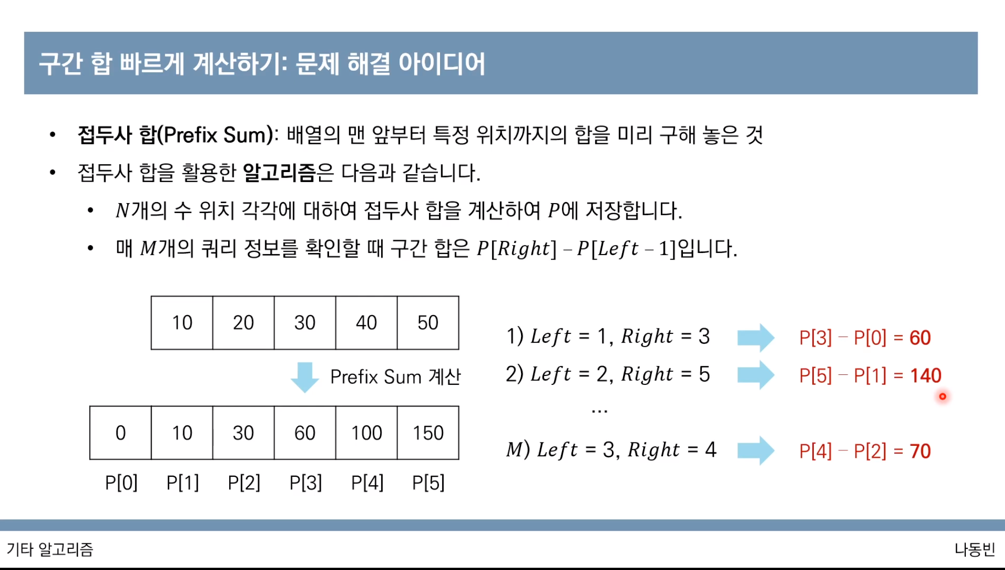 구간 합 빠르게 계산하기: 문제 해결 아이디어
• 접두사 합(Prefix Sum): 배열의 맨 앞부터 특정 위치까지의 합을 미리 구해 놓은 것
• 접두사 합을 활용한 알고리즘은 다음과 같습니다.
• N개의 수 위치 각각에 대하여 접두사 합을 계산하여 P에 저장합니다.
• 매 M개의 쿼리 정보를 확인할 때 구간 합은 P[Right] – P[Left – 1]입니다.
10 20 30 40 50
Prefix Sum 계산
0 10 30 60 100 150
P[0] P[1] P[2] P[3] P[4] P[5]
1) Left = 1, Right = 3 P[3] – P[0] = 60
2) Left = 2, Right = 5 P[5] – P[1] = 140
...
M) Left = 3, Right = 4 P[4] – P[2] = 70
기타 알고리즘
나동빈